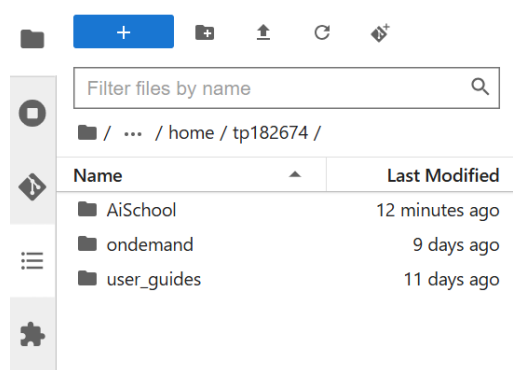 +
Filter files by name
/ ··· / home / tp182674 /
Name Last Modified
AiSchool 12 minutes ago
ondemand 9 days ago
user_guides 11 days ago